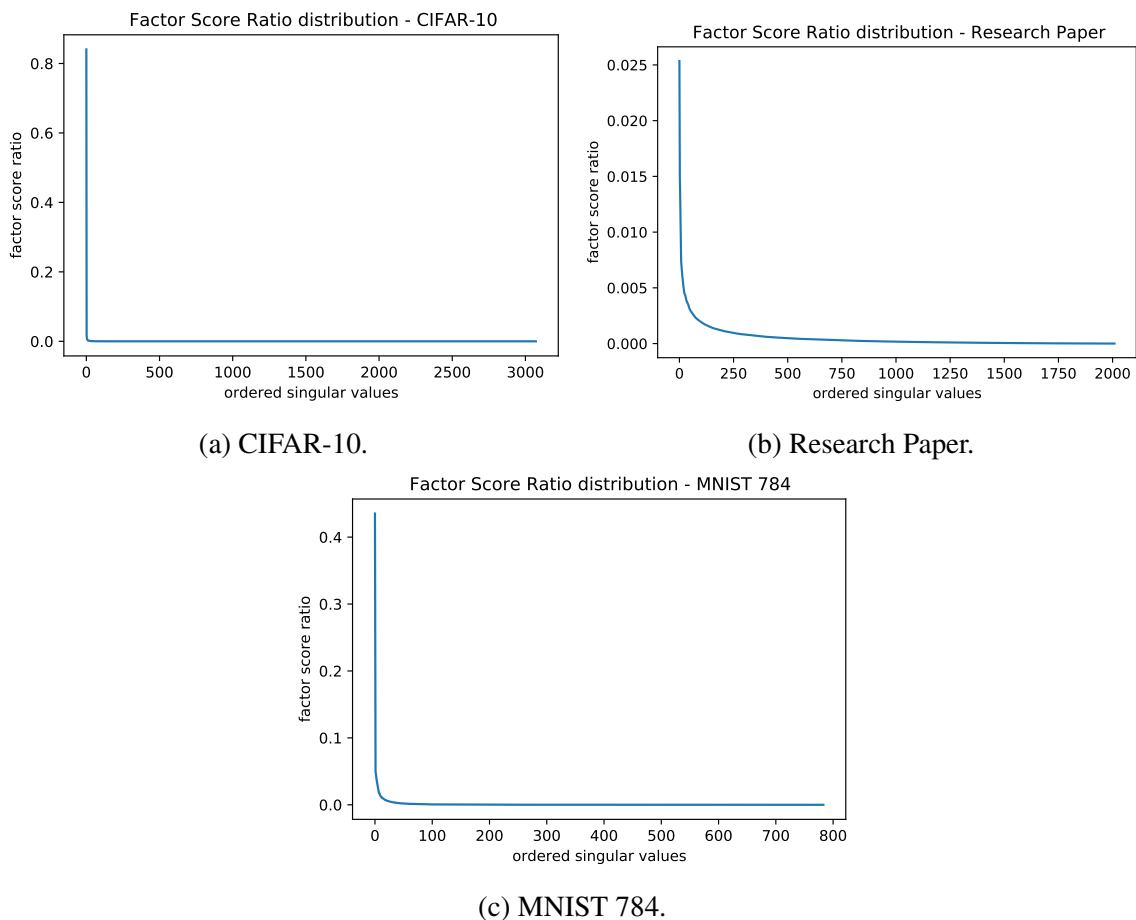 Factor Score Ratio distribution - CIFAR-10
0.8
0.6
0.4
0.2
0.0
factor score ratio
0 500 1000 1500 2000 2500 3000
ordered singular values
(a) CIFAR-10.
Factor Score Ratio distribution - Research Paper
0.025
0.020
0.015
0.010
0.005
0.000
factor score ratio
0 250 500 750 1000 1250 1500 1750 2000
ordered singular values
(b) Research Paper.
Factor Score Ratio distribution - MNIST 784
0.4
0.3
0.2
0.1
0.0
factor score ratio
0 100 200 300 400 500 600 700 800
ordered singular values
(c) MNIST 784.